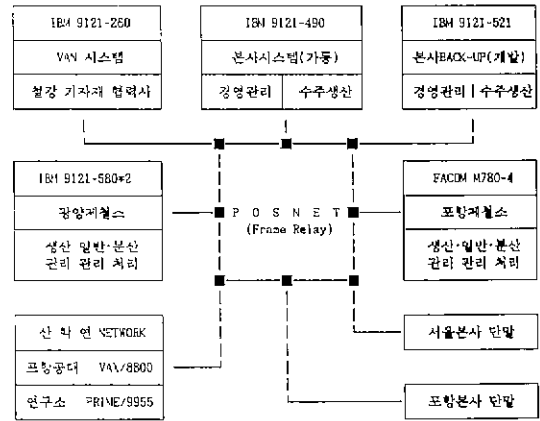 IBM 9121-260
VAN 시스템
철강 기자재 협력사
IBM 9121-490
본사시스템(가동)
경영관리 수주생산
IBM 9121-521
본사BACK-UP(개발)
경영관리 수주생산
IBM 9121-580*2
광양제철소
생산 일반·분산
관리 관리 처리
P O S N E T
(Frame Relay)
FACOM M780-4
포항제철소
생산·일반·분산
관리 관리 처리
산 학 연 NETWORK
포항공대 VAX/8800
연구소 PRIME/9955
서울본사 단말
포항본사 단말